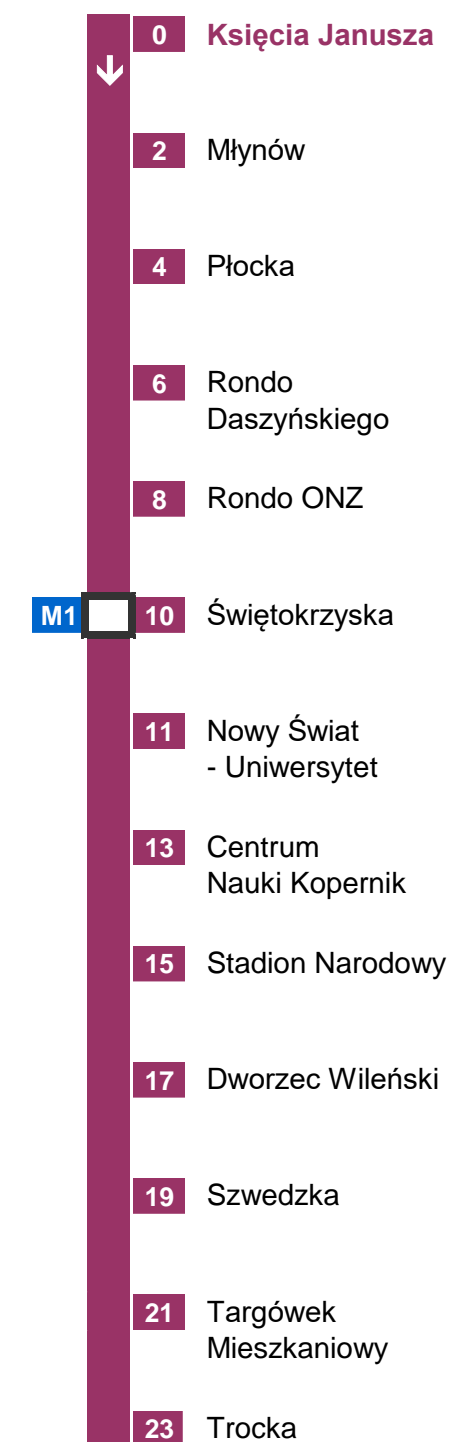 0 Księcia Janusza
2 Młynów
4 Płocka
6 Rondo
Daszyńskiego
8 Rondo ONZ
M1 10 Świętokrzyska
11 Nowy Świat
- Uniwersytet
13 Centrum
Nauki Kopernik
15 Stadion Narodowy
17 Dworzec Wileński
19 Szwedzka
21 Targówek
Mieszkaniowy
23 Trocka